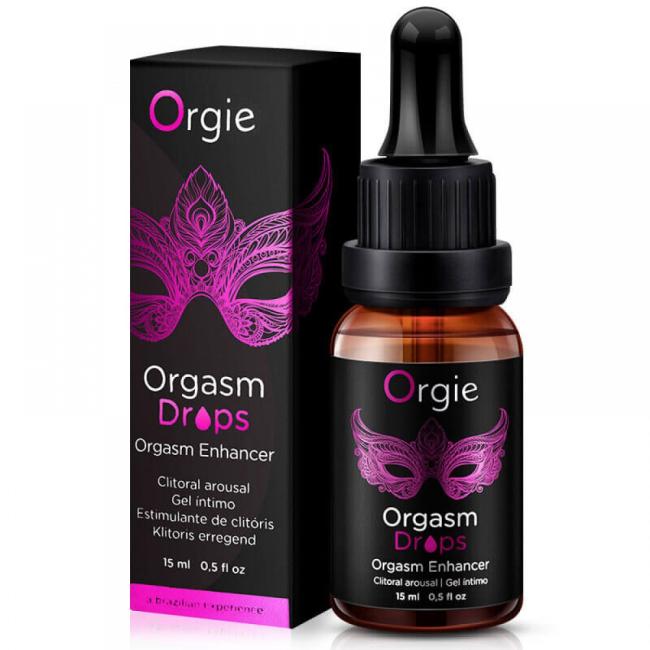 Orgie
Orgasm
Drops
Orgasm Enhancer
Clitoral arousal
Gel íntimo
Estimulante de clitóris
Klitoris erregend
15 ml 0,5 fl oz
a brazilian experience
Orgie
Orgasm
Drops
Orgasm Enhancer
Clitoral arousal | Gel íntimo
15 ml 0,5 fl oz